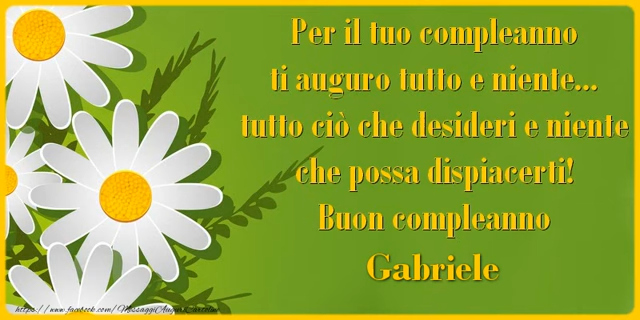 Per il tuo compleanno
ti auguro tutto e niente...
tutto ciò che desideri e niente
che possa dispiacerti!
Buon compleanno
Gabriele